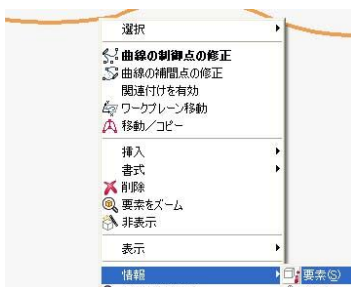 選択
曲線の制御点の修正
曲線の補間点の修正
関連付けを有効
ワークプレーン移動
移動／コピー
挿入
書式
削除
要素をズーム
非表示
表示
情報
要素(S)